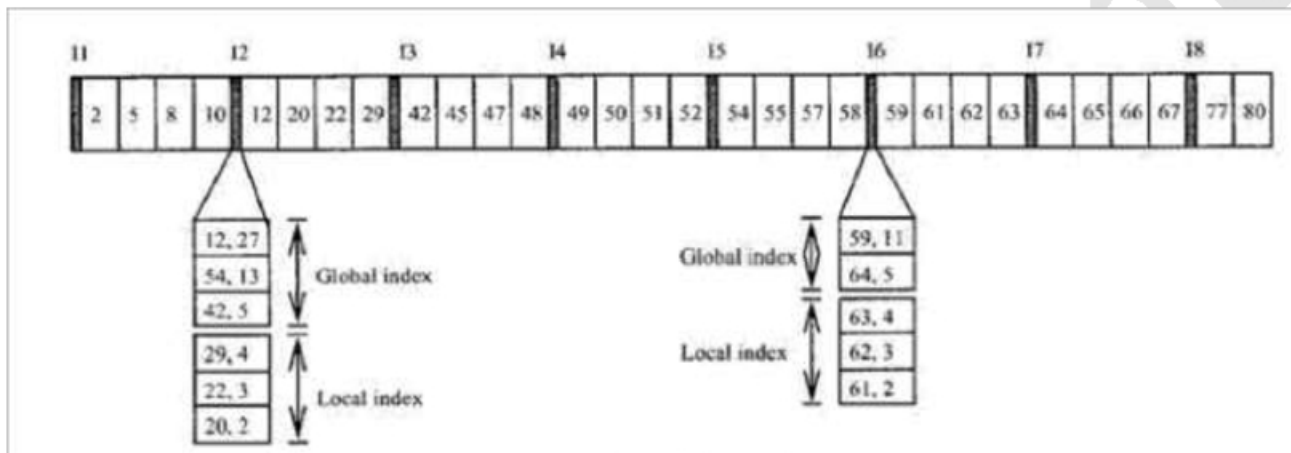 I1 I2 I3 I4 I5 I6 I7 I8
2 5 8 10 12 20 22 29 42 45 47 48 49 50 51 52 54 55 57 58 59 61 62 63 64 65 66 67 77 80
12, 27
54, 13
42, 5
Global index
29, 4
22, 3
20, 2
Local index
Global index
59, 11
64, 5
Local index
63, 4
62, 3
61, 2